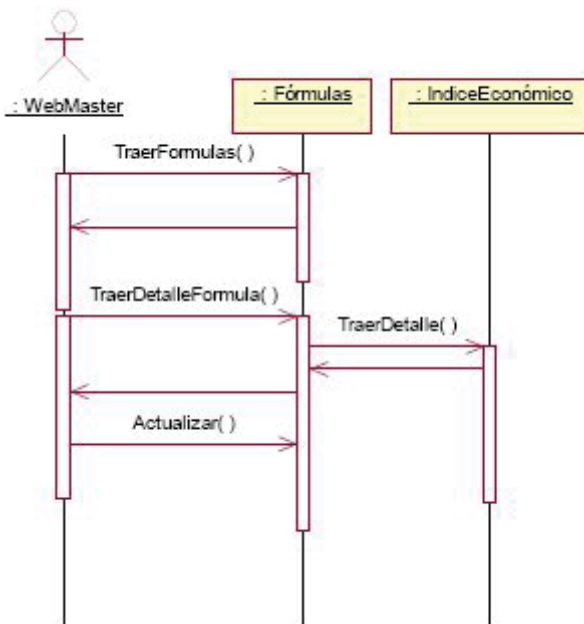 : WebMaster
: Fórmulas
: IndiceEconómico
TraerFormulas( )
TraerDetalleFormula( )
TraerDetalle( )
Actualizar( )